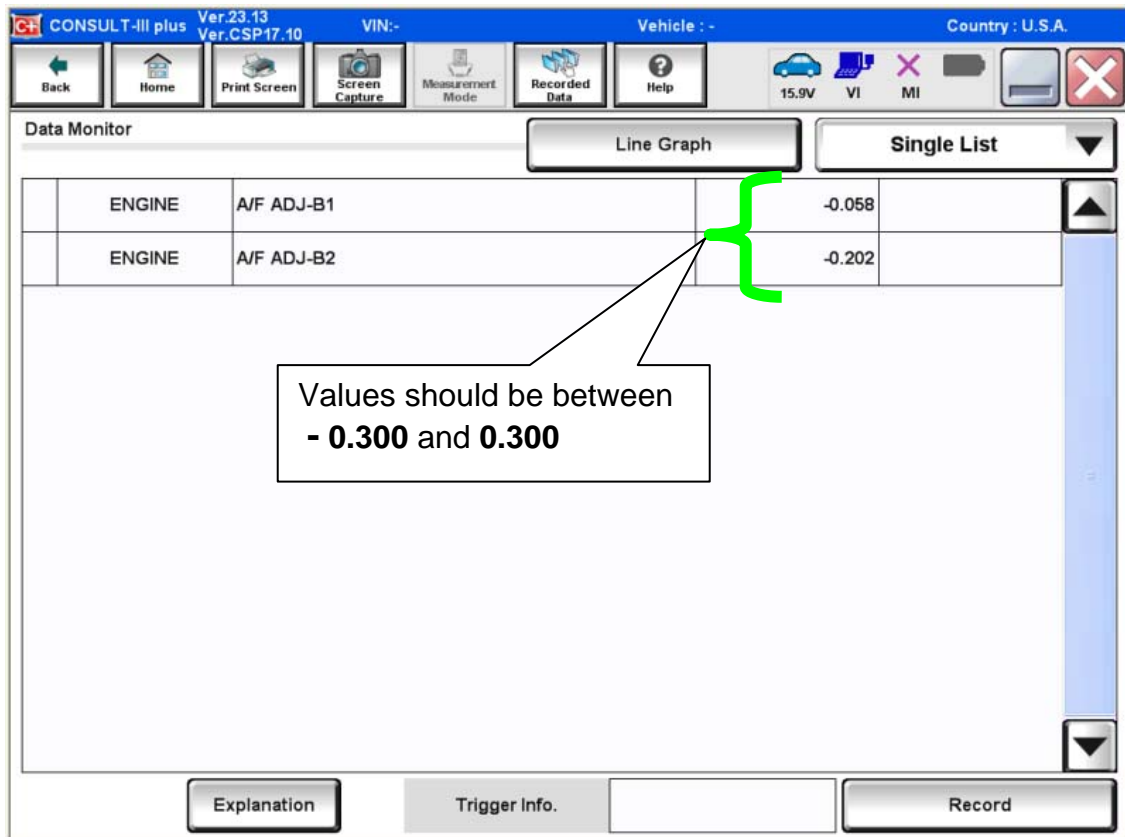 C+ CONSULT-III plus Ver.23.13 VIN:- Vehicle : - Country : U.S.A.
Ver.CSP17.10
Back Home Print Screen Screen Capture Measurement Mode Recorded Data Help 15.9V VI MI
Data Monitor Line Graph Single List
ENGINE A/F ADJ-B1 -0.058
ENGINE A/F ADJ-B2 -0.202
Values should be between
- 0.300 and 0.300
Explanation Trigger Info. Record